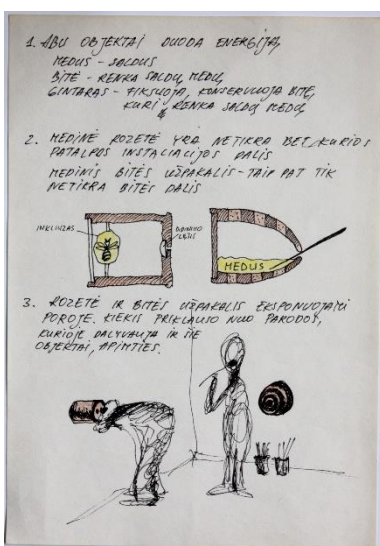 1. ABU OBJEKTAI DUODA ENERGIJĄ,
MEDUS - SALDUS
BITĖ - RENKA SALDŲ MEDŲ
GINTARAS - FIKSUOJA, KONSERVUOJA BITĘ,
KURI RENKA SALDŲ MEDŲ
2. MEDINĖ ROZETĖ YRA NETIKRA BET KURIOS
PATALPOS INSTALIACIJOS DALIS
MEDINIS BITĖS UŽPAKALIS - TAIP PAT TIK
NETIKRA BITĖS DALIS
INKLIUZAS
LĘŠIS
MEDUS
3. ROZETĖ IR BITĖS UŽPAKALIS EKSPONUOJAMI
POROJE. KIEKIS PRIKLAUSO NUO PARODOS,
KURIOJE DALYVAUJA IR ŠIE
OBJEKTAI, APIMTIES.